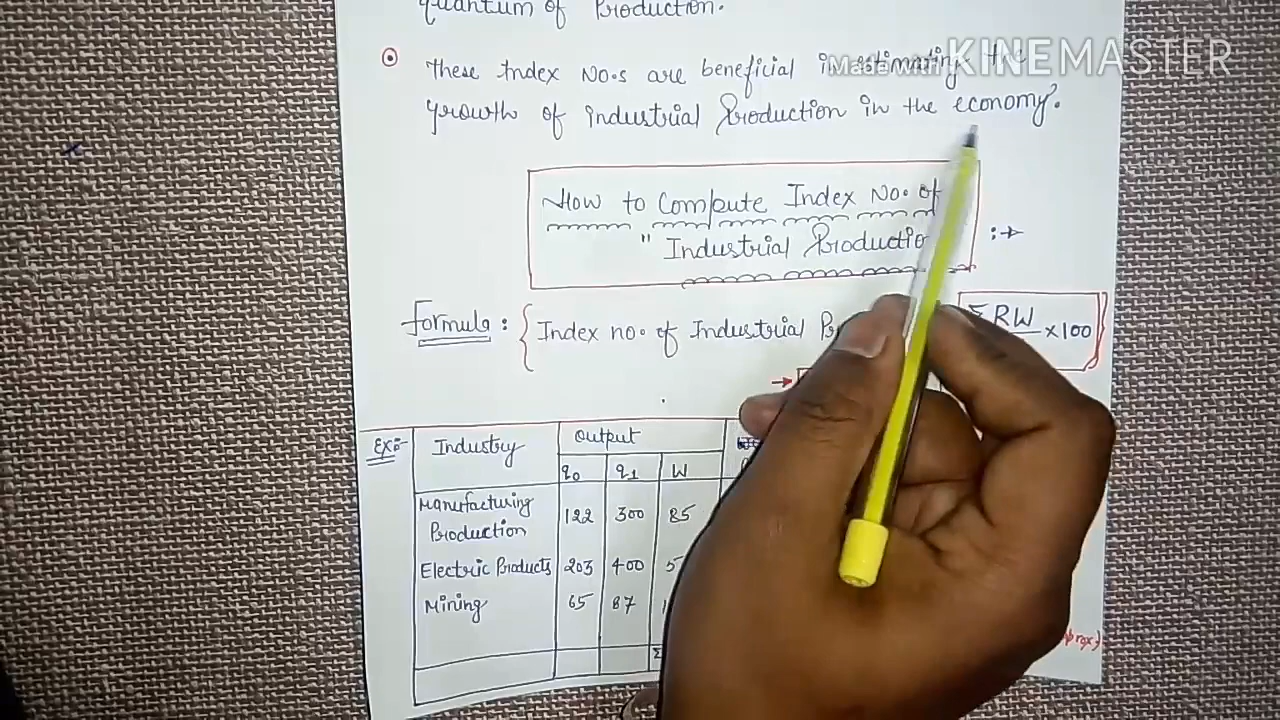 quantum of Production.
These Index No.s are beneficial in estimating the
growth of industrial Production in the economy.
Made with KINEMASTER
How to Compute Index No. of
" Industrial Productio
Formula : { Index no. of Industrial P
RW
x100 }
Ex:- Industry Output
q0 q1 W
Manufacturing
Production 122 300 85
Electric Products 203 400 5
Mining 65 87